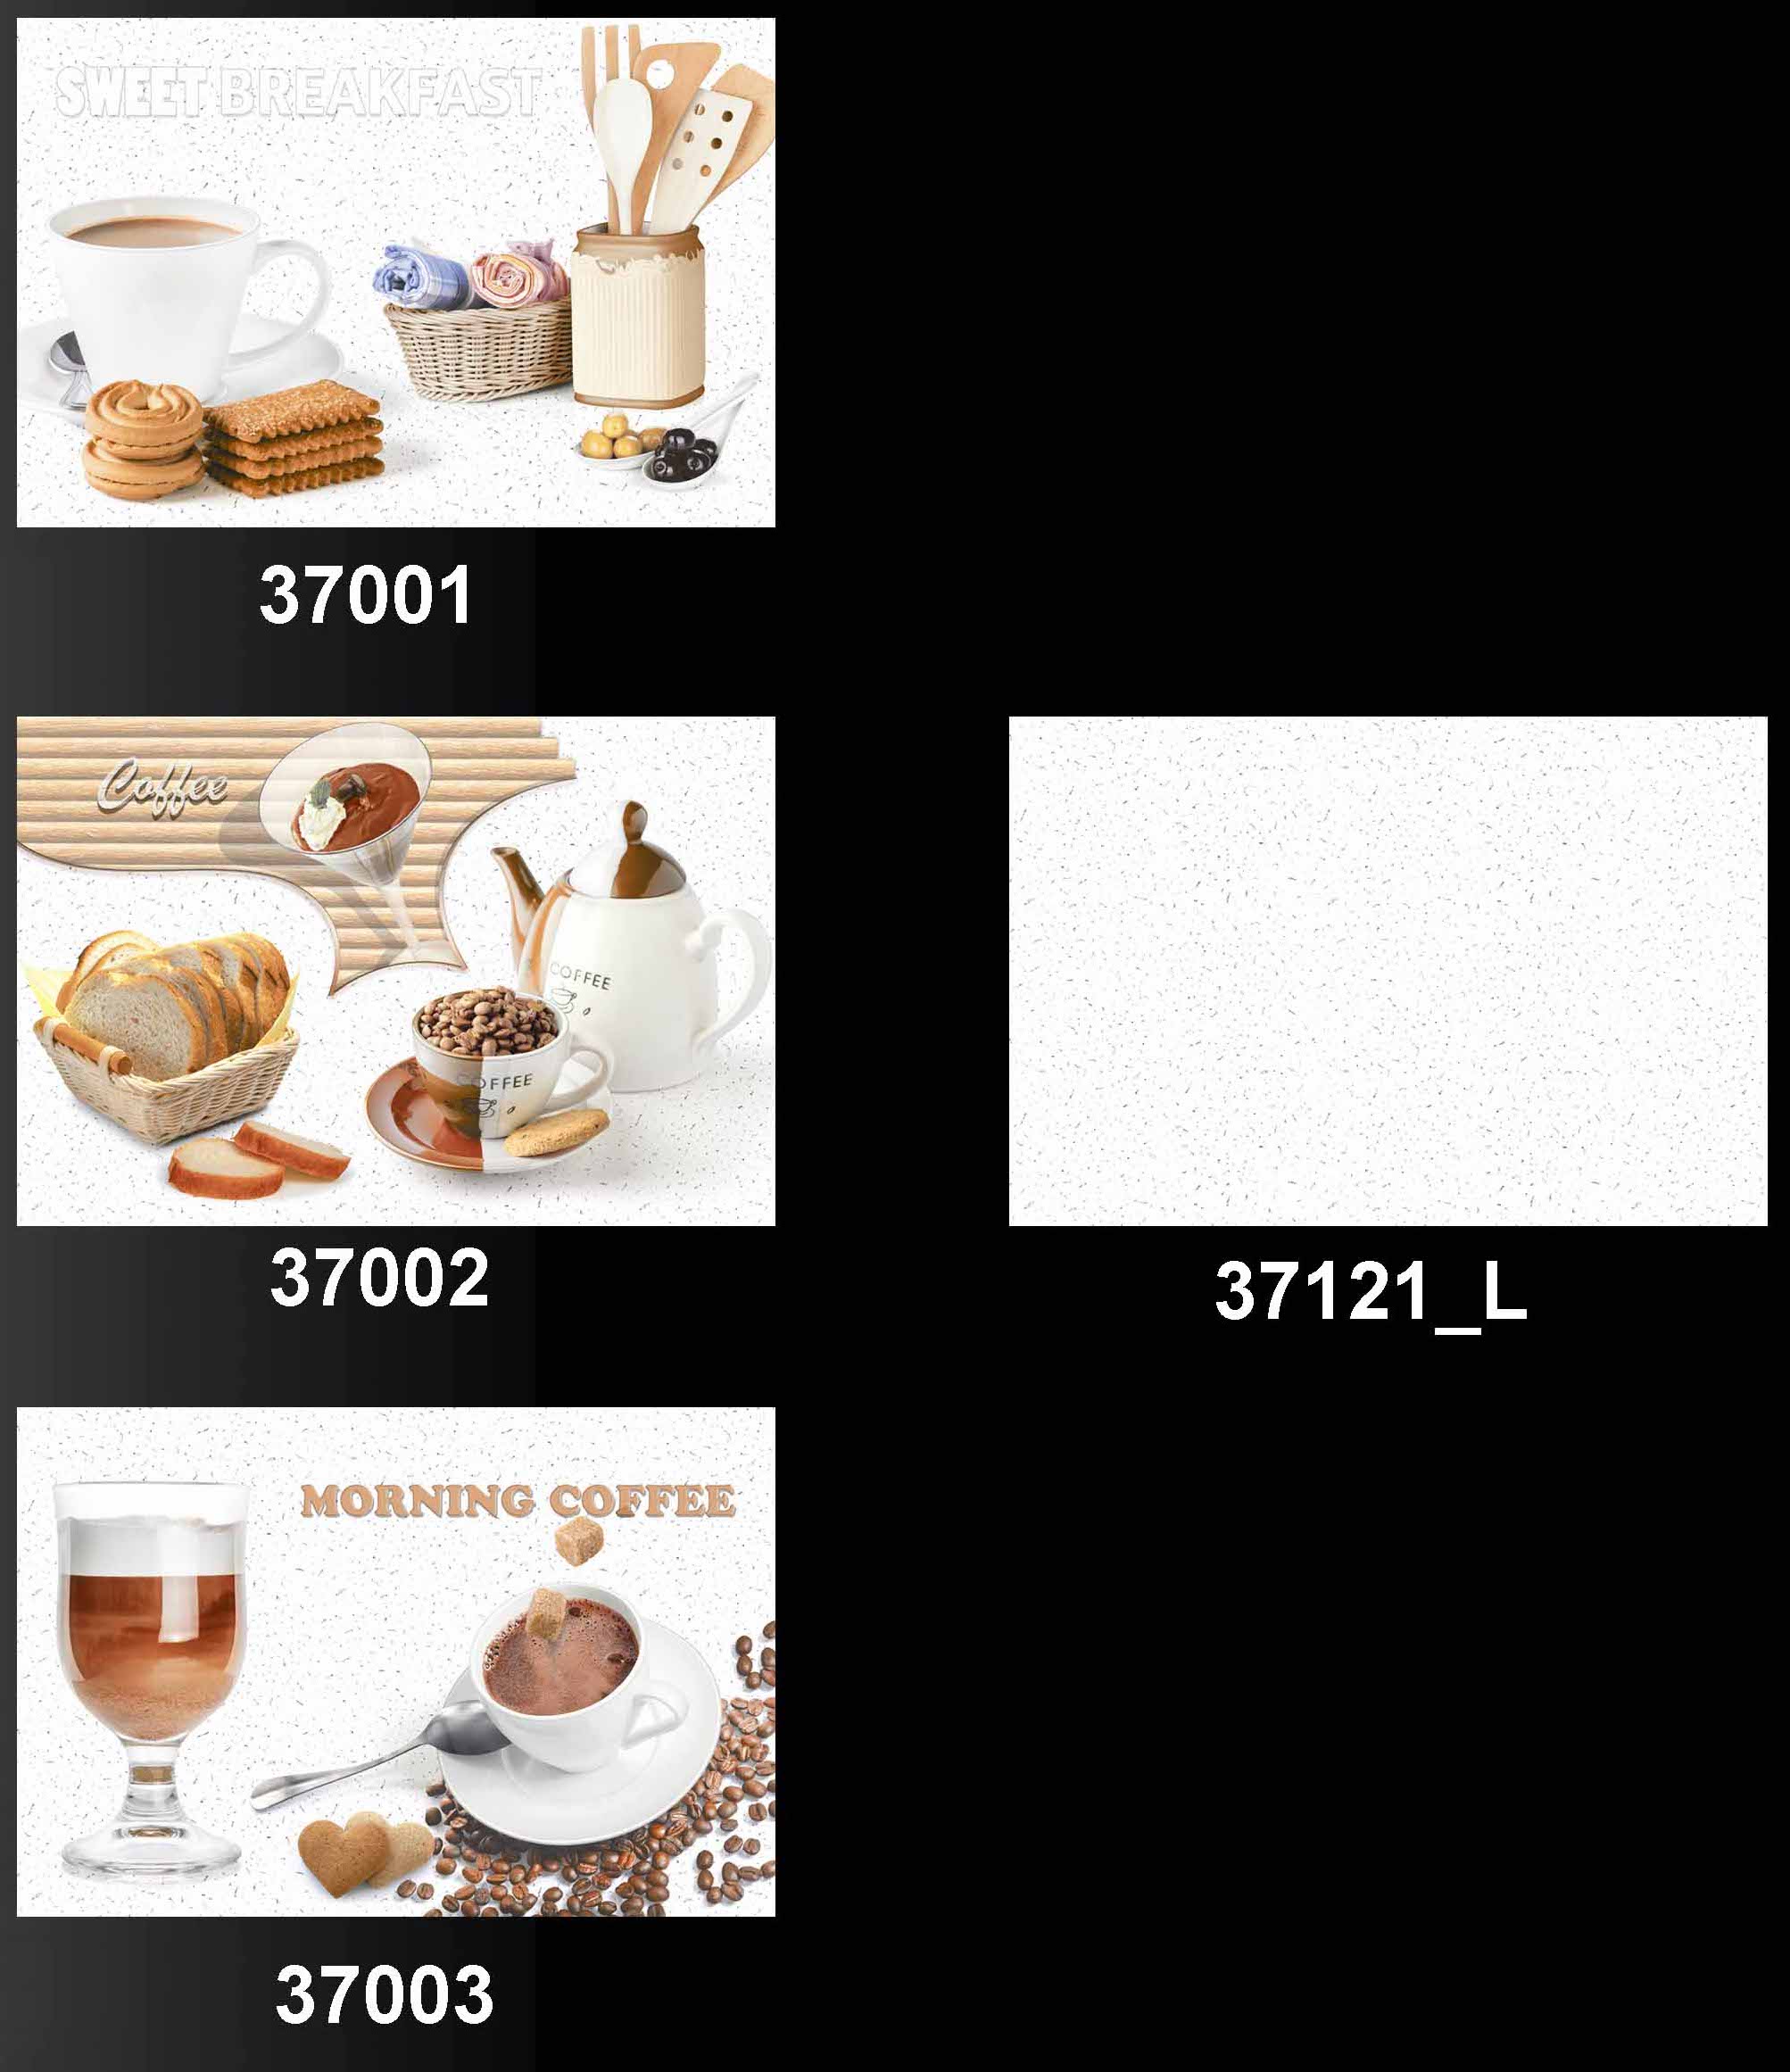 SWEET BREAKFAST
37001
Coffee
COFFEE
COFFEE
37002
37121_L
MORNING COFFEE
37003